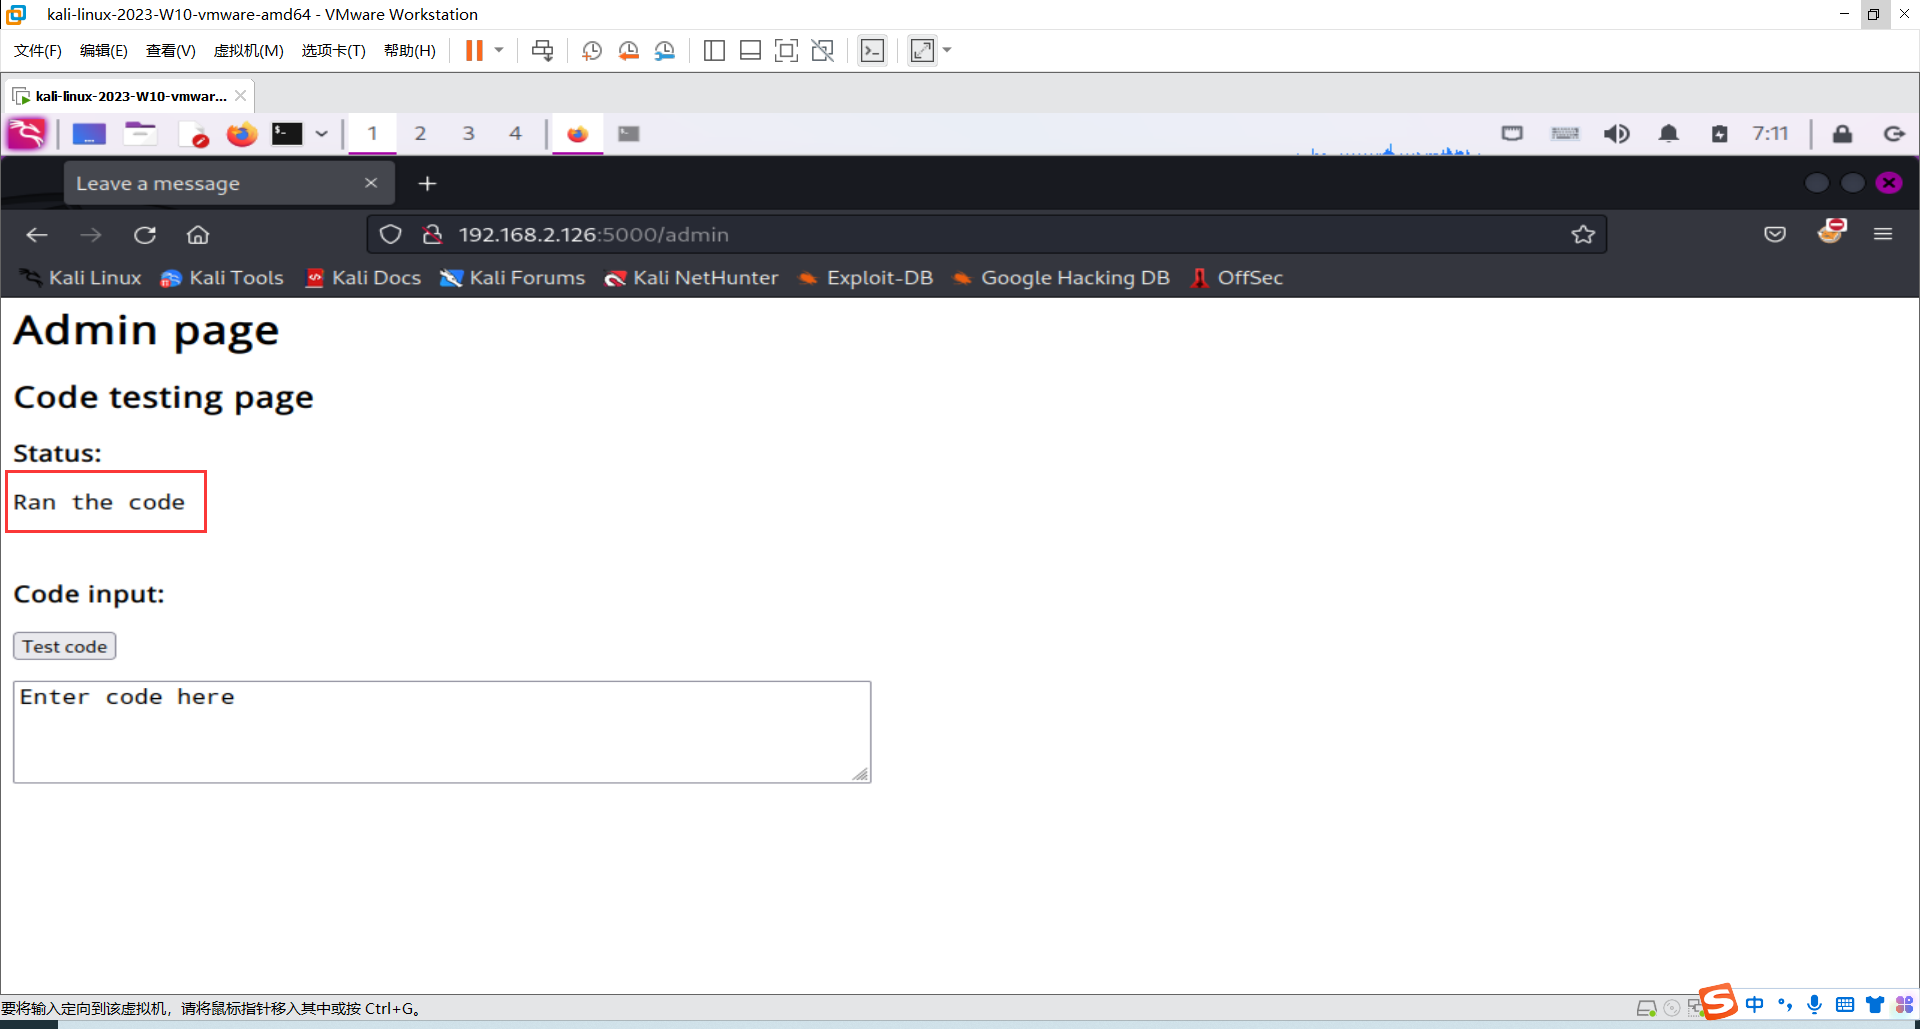 kali-linux-2023-W10-vmware-amd64 - VMware Workstation
文件(F) 编辑(E) 查看(V) 虚拟机(M) 选项卡(T) 帮助(H)
kali-linux-2023-W10-vmwar...
1 2 3 4 7:11
Leave a message
192.168.2.126:5000/admin
Kali Linux Kali Tools Kali Docs Kali Forums Kali NetHunter Exploit-DB Google Hacking DB OffSec
Admin page
Code testing page
Status:
Ran the code
Code input:
Test code
Enter code here
要将输入定向到该虚拟机，请将鼠标指针移入其中或按 Ctrl+G。
中